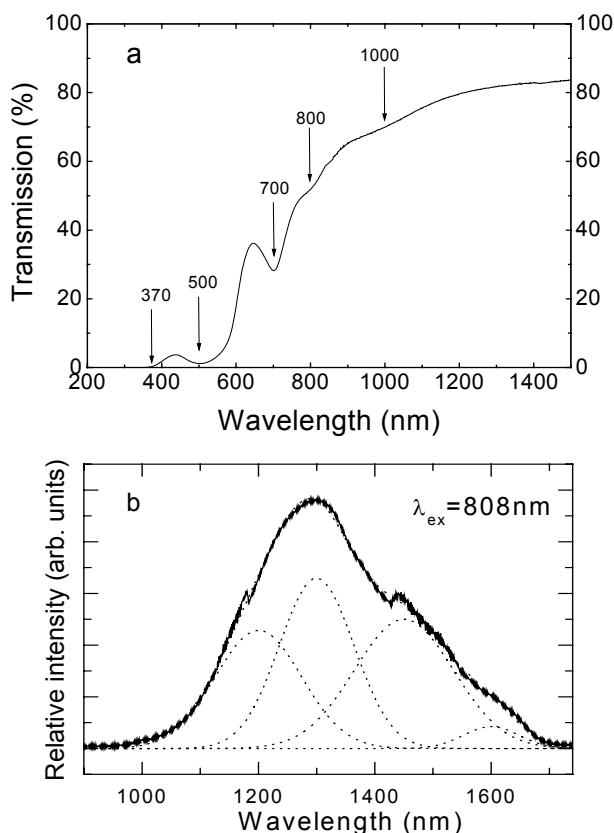 a
100
80
60
40
20
0
100
80
60
40
20
0
370
500
700
800
1000
200 400 600 800 1000 1200 1400
Transmission (%)
Wavelength (nm)
b
λex=808nm
Relative intensity (arb. units)
1000 1200 1400 1600
Wavelength (nm)